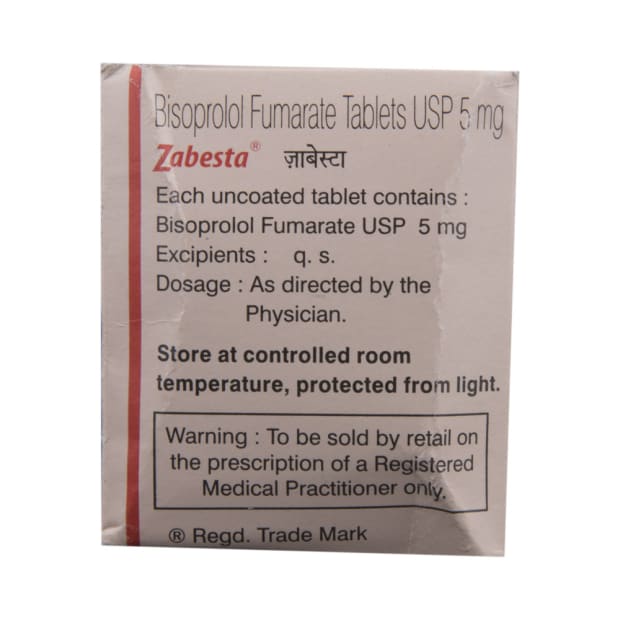 Bisoprolol Fumarate Tablets USP 5 mg
Zabesta® ज़ाबेस्टा
Each uncoated tablet contains :
Bisoprolol Fumarate USP 5 mg
Excipients : q. s.
Dosage : As directed by the
Physician.
Store at controlled room
temperature, protected from light.
Warning : To be sold by retail on
the prescription of a Registered
Medical Practitioner only.
® Regd. Trade Mark